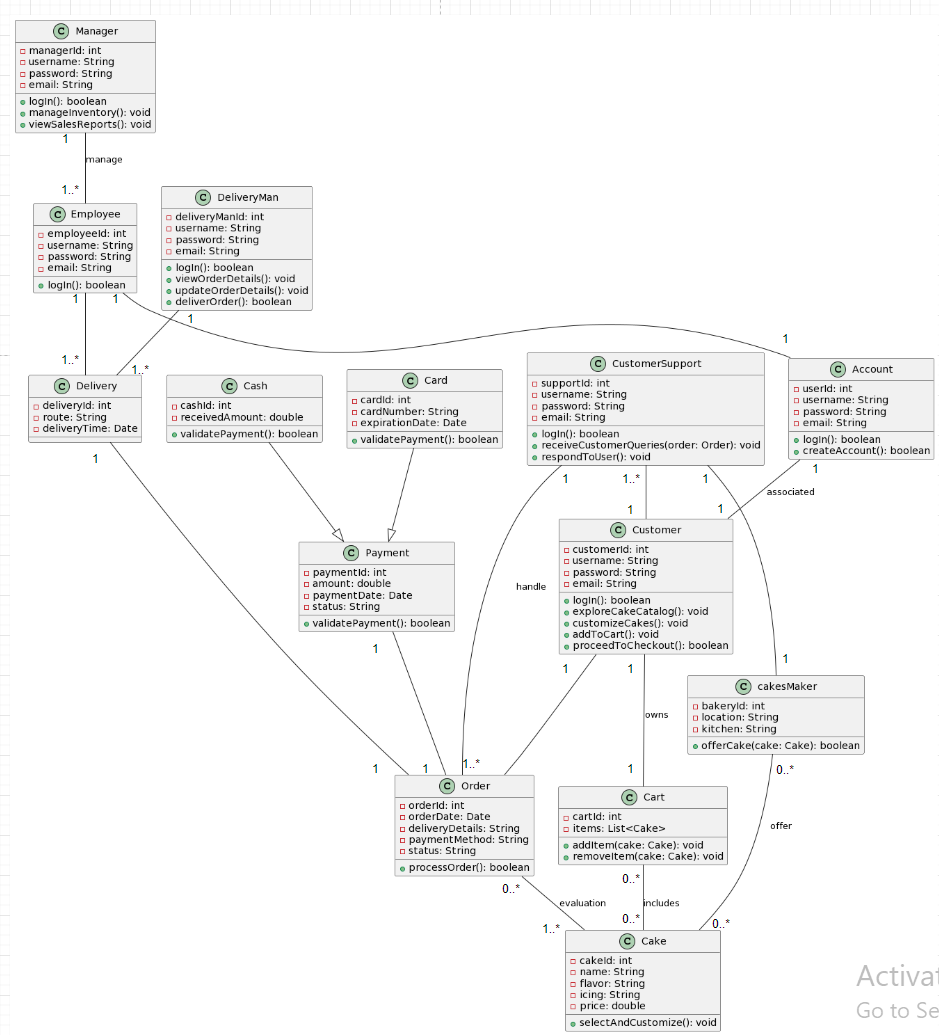 C Manager
managerId: int
username: String
password: String
email: String
logIn(): boolean
manageInventory(): void
viewSalesReports(): void
1
manage
1..*
C Employee
employeeId: int
username: String
password: String
email: String
logIn(): boolean
1
1
C DeliveryMan
deliveryManId: int
username: String
password: String
email: String
logIn(): boolean
viewOrderDetails(): void
updateOrderDetails(): void
deliverOrder(): boolean
1
1..*
1..*
1
C Delivery
deliveryId: int
route: String
deliveryTime: Date
1
C Cash
cashId: int
receivedAmount: double
validatePayment(): boolean
C Card
cardId: int
cardNumber: String
expirationDate: Date
validatePayment(): boolean
C CustomerSupport
supportId: int
username: String
password: String
email: String
logIn(): boolean
receiveCustomerQueries(order: Order): void
respondToUser(): void
1
1..*
1
C Account
userId: int
username: String
password: String
email: String
logIn(): boolean
createAccount(): boolean
1
associated
1
1
C Customer
customerId: int
username: String
password: String
email: String
logIn(): boolean
exploreCakeCatalog(): void
customizeCakes(): void
addToCart(): void
proceedToCheckout(): boolean
1
1
C Payment
paymentId: int
amount: double
paymentDate: Date
status: String
validatePayment(): boolean
1
handle
owns
1
C cakesMaker
bakeryId: int
location: String
kitchen: String
offerCake(cake: Cake): boolean
0..*
1
1
1..*
1
C Order
orderId: int
orderDate: Date
deliveryDetails: String
paymentMethod: String
status: String
processOrder(): boolean
0..*
C Cart
cartId: int
items: List<Cake>
addItem(cake: Cake): void
removeItem(cake: Cake): void
0..*
offer
evaluation
includes
1..*
0..*
0..*
C Cake
cakeId: int
name: String
flavor: String
icing: String
price: double
selectAndCustomize(): void
Activat
Go to Se